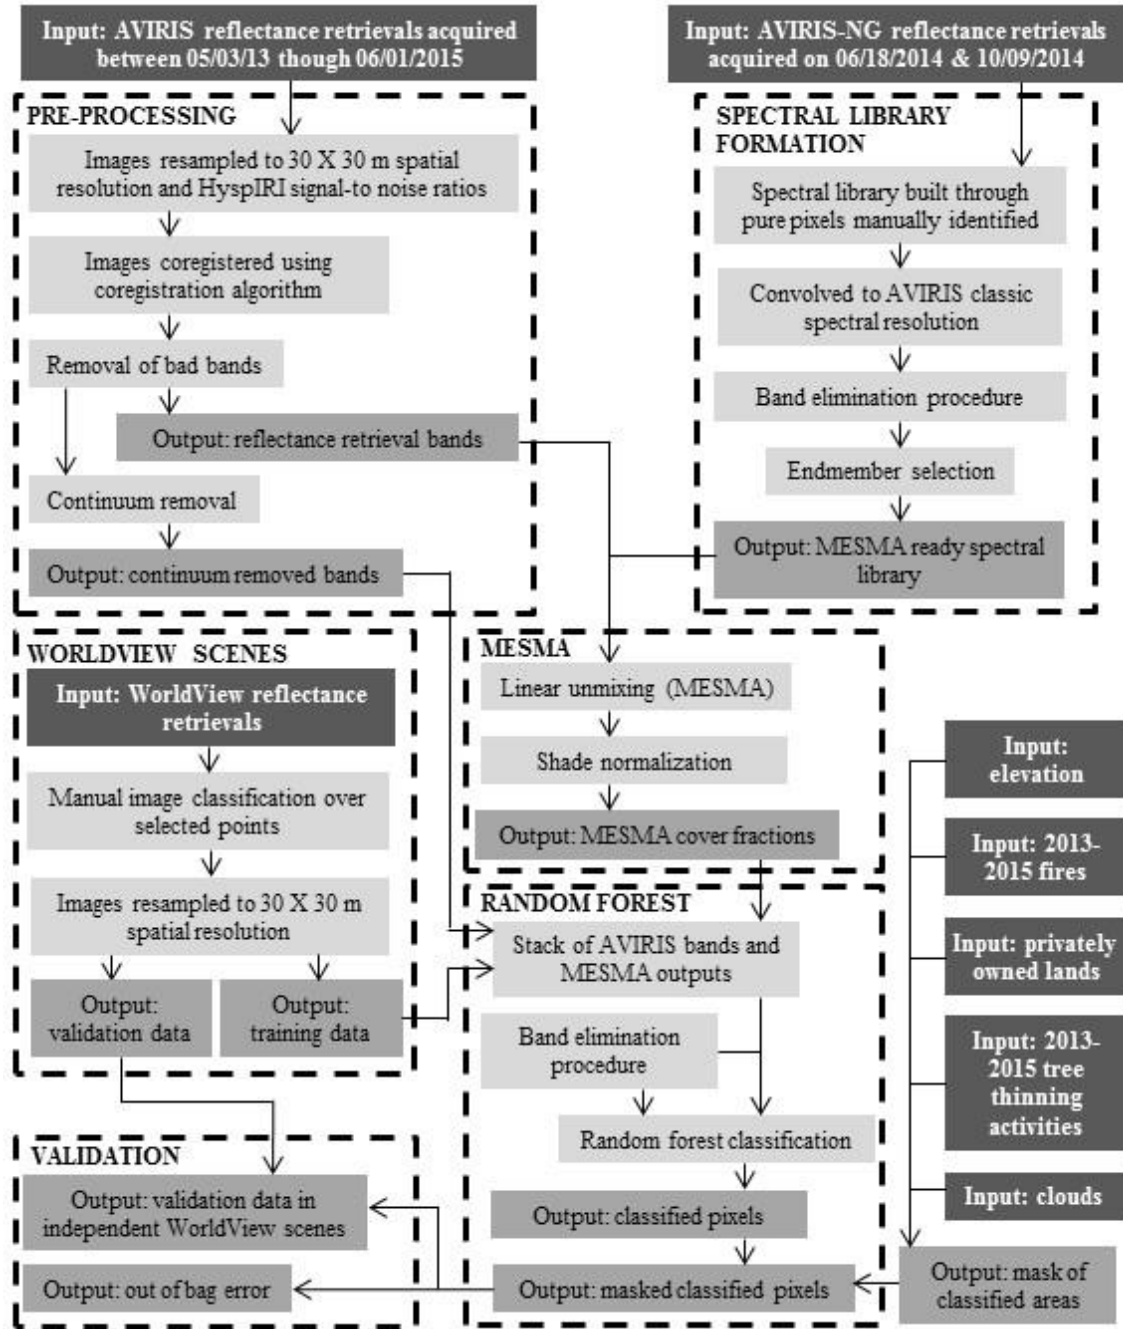 Input: AVIRIS reflectance retrievals acquired
between 05/03/13 though 06/01/2015
Input: AVIRIS-NG reflectance retrievals
acquired on 06/18/2014 & 10/09/2014
PRE-PROCESSING
Images resampled to 30 X 30 m spatial
resolution and HyspIRI signal-to noise ratios
Images coregistered using
coregistration algorithm
Removal of bad bands
Output: reflectance retrieval bands
Continuum removal
Output: continuum removed bands
SPECTRAL LIBRARY
FORMATION
Spectral library built through
pure pixels manually identified
Convolved to AVIRIS classic
spectral resolution
Band elimination procedure
Endmember selection
Output: MESMA ready spectral
library
WORLDVIEW SCENES
Input: WorldView reflectance
retrievals
Manual image classification over
selected points
Images resampled to 30 X 30 m
spatial resolution
Output:
validation data
Output:
training data
MESMA
Linear unmixing (MESMA)
Shade normalization
Output: MESMA cover fractions
RANDOM FOREST
Stack of AVIRIS bands and
MESMA outputs
Band elimination
procedure
Random forest classification
Output: classified pixels
Output: masked classified pixels
Input:
elevation
Input: 2013-
2015 fires
Input: privately
owned lands
Input: 2013-
2015 tree
thinning
activities
Input: clouds
Output: mask of
classified areas
VALIDATION
Output: validation data in
independent WorldView scenes
Output: out of bag error